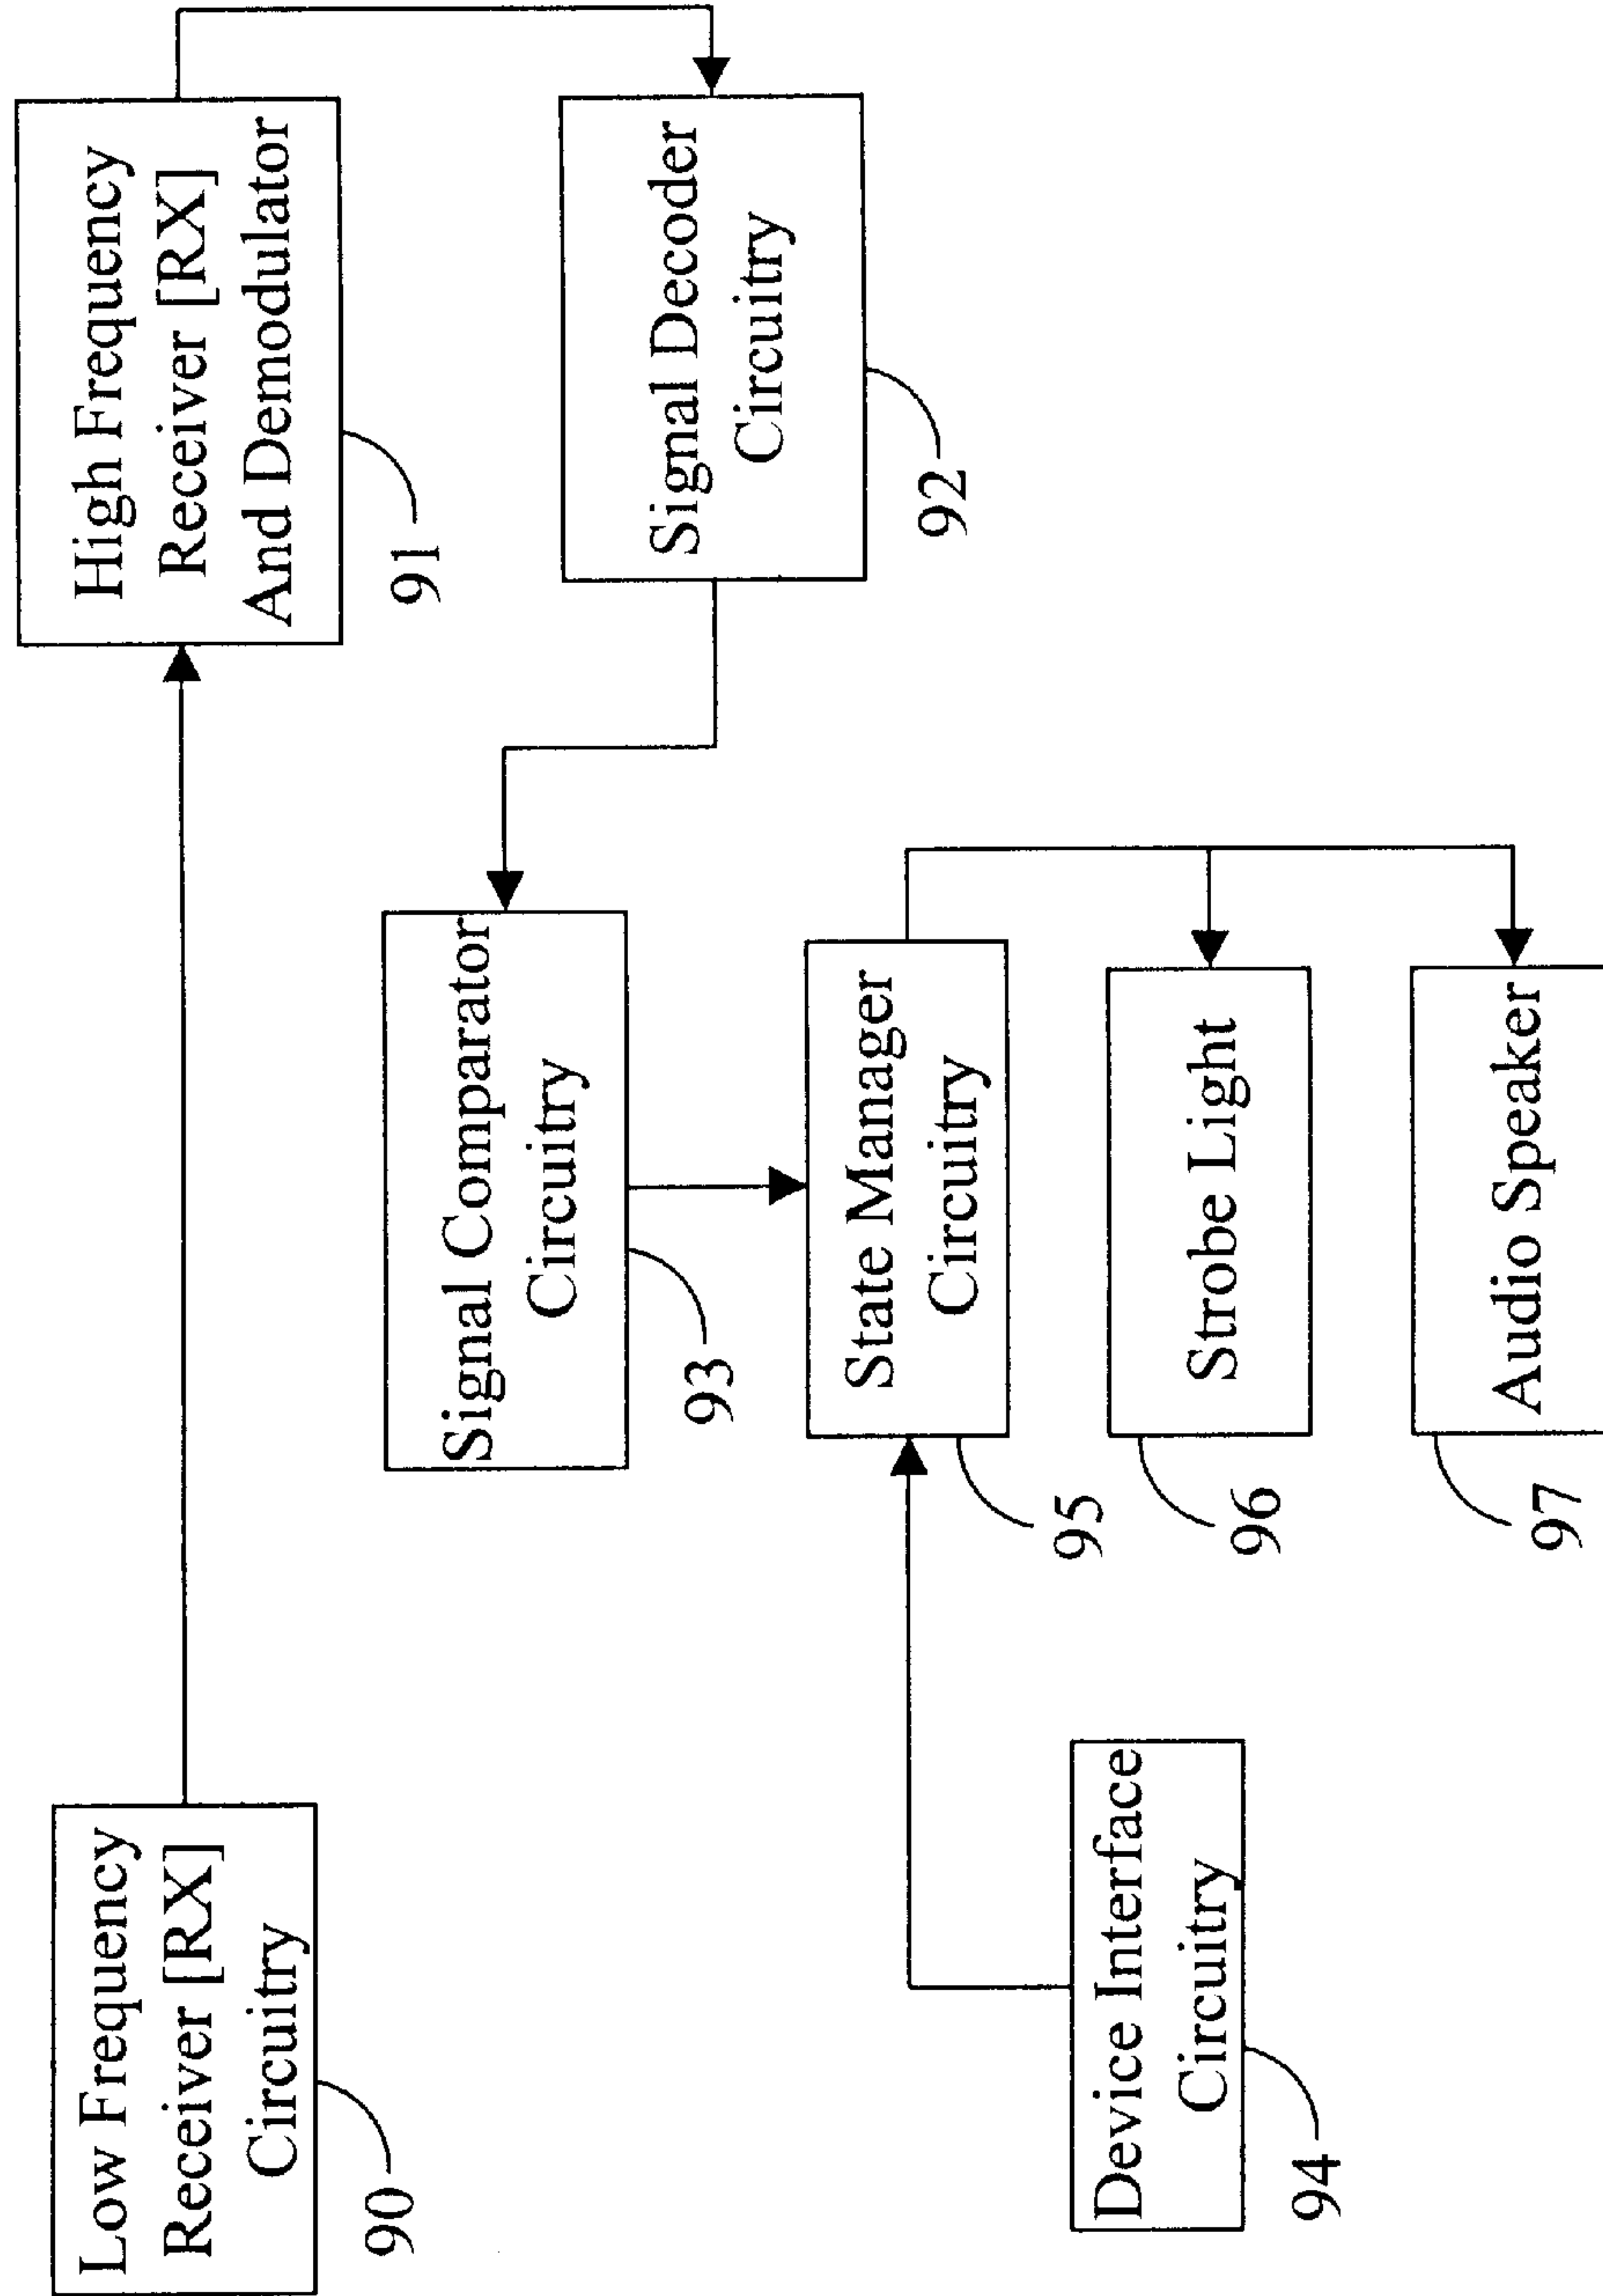 Low Frequency
Receiver [RX]
Circuitry
90
High Frequency
Receiver [RX]
And Demodulator
91
Signal Decoder
Circuitry
92
Signal Comparator
Circuitry
93
Device Interface
Circuitry
94
State Manager
Circuitry
95
Strobe Light
96
Audio Speaker
97